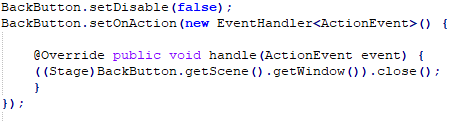 BackButton.setDisable(false);
BackButton.setOnAction(new EventHandler<ActionEvent>() {
@Override public void handle(ActionEvent event) {
((Stage)BackButton.getScene().getWindow()).close();
}
});